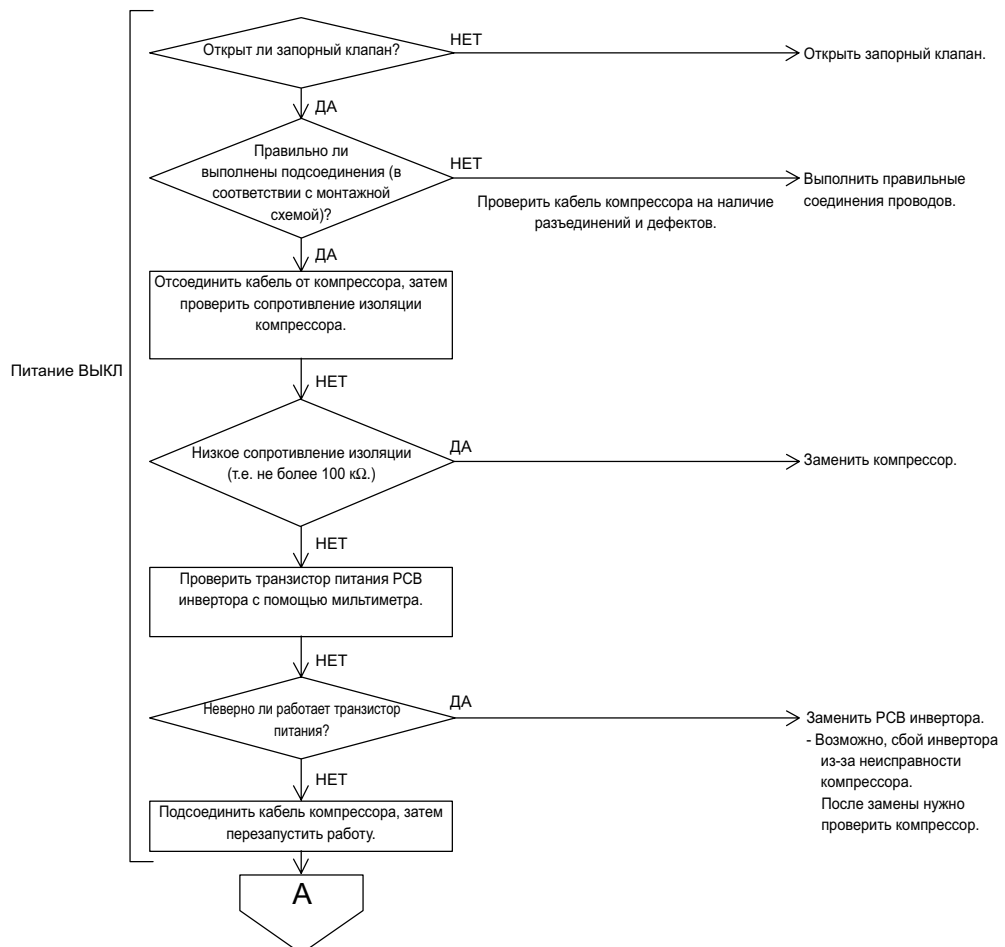 Открыт ли запорный клапан?
НЕТ
Открыть запорный клапан.
ДА
Правильно ли
выполнены подсоединения (в
соответствии с монтажной
схемой)?
НЕТ
Проверить кабель компрессора на наличие
разъединений и дефектов.
Выполнить правильные
соединения проводов.
ДА
Отсоединить кабель от компрессора, затем
проверить сопротивление изоляции
компрессора.
Питание ВЫКЛ
НЕТ
Низкое сопротивление изоляции
(т.е. не более 100 кΩ.)
ДА
Заменить компрессор.
НЕТ
Проверить транзистор питания PCB
инвертора с помощью мильтиметра.
НЕТ
Неверно ли работает транзистор
питания?
ДА
Заменить PCB инвертора.
- Возможно, сбой инвертора
из-за неисправности
компрессора.
После замены нужно
проверить компрессор.
НЕТ
Подсоединить кабель компрессора, затем
перезапустить работу.
A